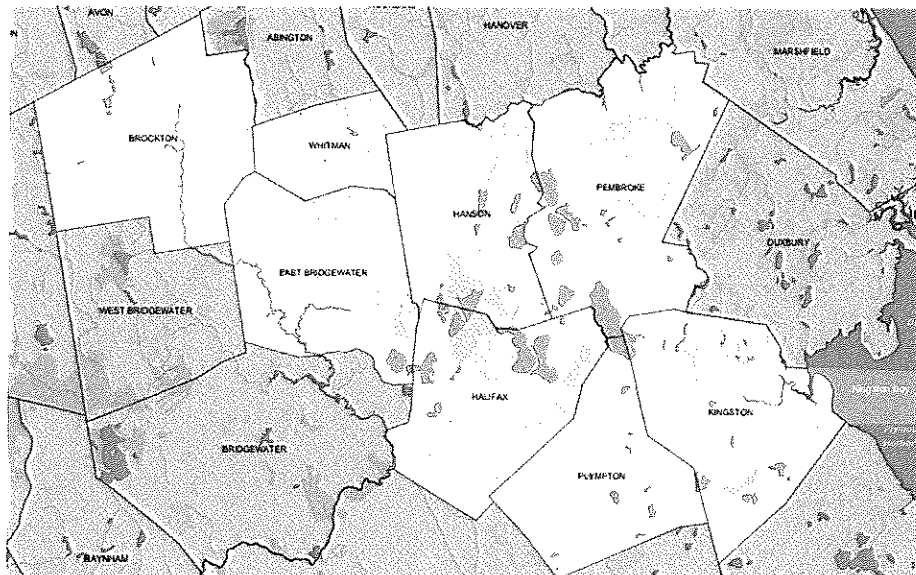 AVON
ABINGTON
HANOVER
MARSHFIELD
BROCKTON
WHITMAN
HANSON
PEMBROKE
DUXBURY
EAST BRIDGEWATER
WEST BRIDGEWATER
HALIFAX
KINGSTON
BRIDGEWATER
PLYMPTON
RAYNHAM